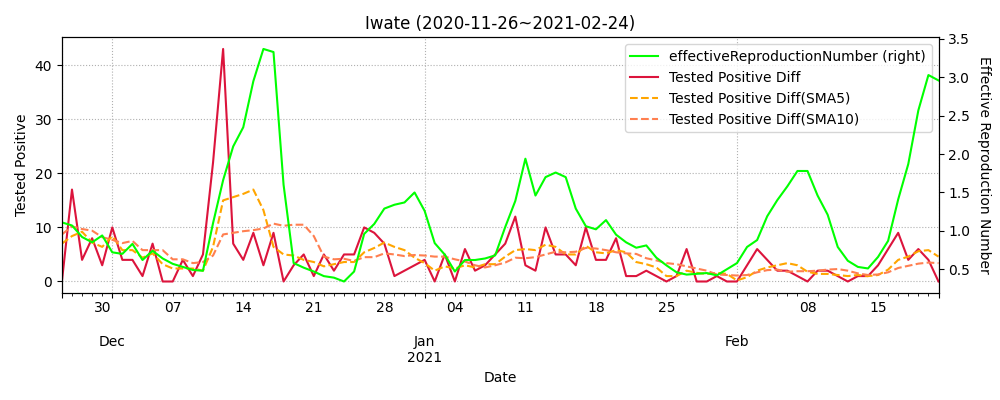 Iwate (2020-11-26~2021-02-24)
effectiveReproductionNumber (right)
Tested Positive Diff
Tested Positive Diff(SMA5)
Tested Positive Diff(SMA10)
Tested Positive
40
30
20
10
0
3.5
3.0
2.5
2.0
1.5
1.0
0.5
Effective Reproduction Number
30 07 14 21 28 04 11 18 25 08 15
Dec Jan Feb
2021
Date